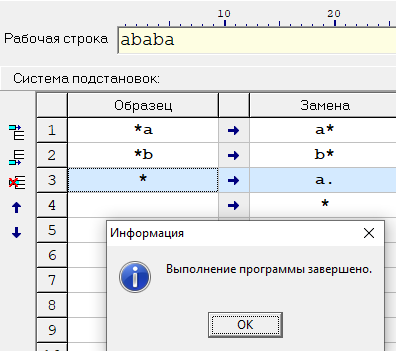 10 20
Рабочая строка ababa
Система подстановок:
Образец Замена
1 *a → a*
2 *b → b*
3 * → a.
4 → *
5
Информация
6
7
Выполнение программы завершено.
8
9
OK